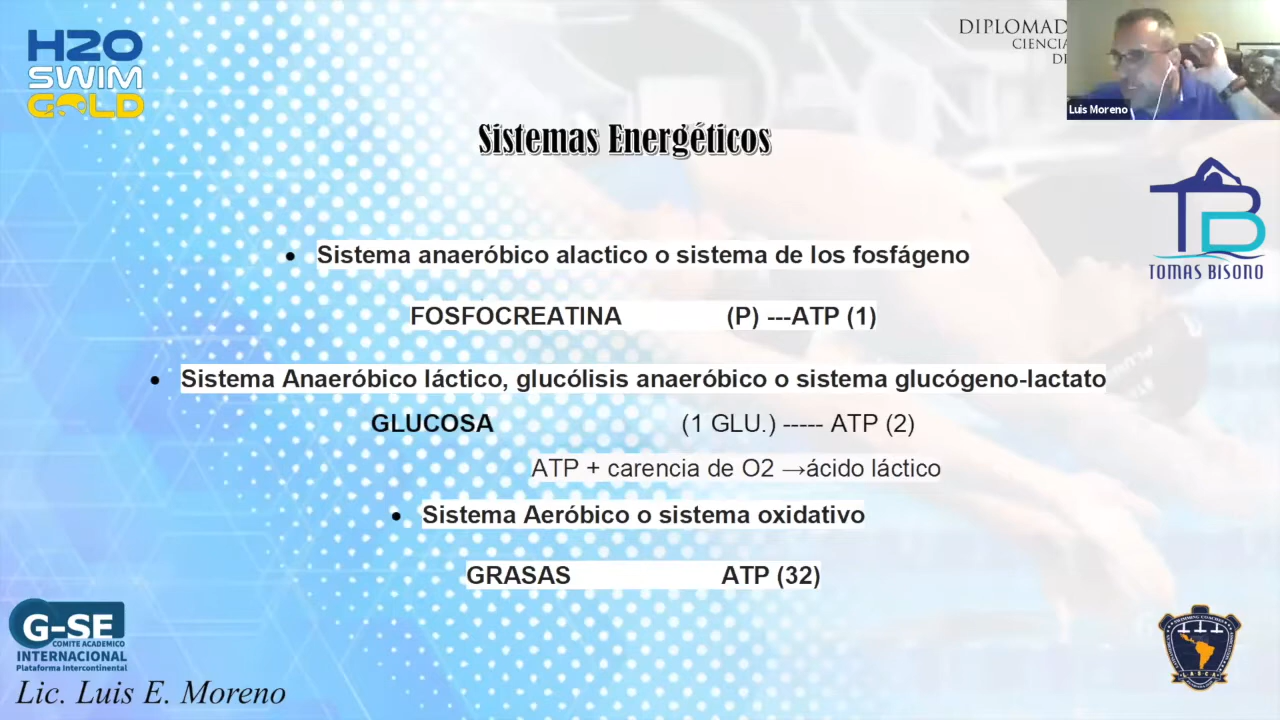 H2O
SWIM
GOLD
DIPLOMAD
CIENCIA
DE
Luis Moreno
Sistemas Energéticos
TOMAS BISONO
• Sistema anaeróbico alactico o sistema de los fosfágeno
FOSFOCREATINA (P) ---ATP (1)
• Sistema Anaeróbico láctico, glucólisis anaeróbico o sistema glucógeno-lactato
GLUCOSA (1 GLU.) ----- ATP (2)
ATP + carencia de O2 →ácido láctico
• Sistema Aeróbico o sistema oxidativo
GRASAS ATP (32)
G-SE
COMITE ACADEMICO
INTERNACIONAL
Plataforma Intercontinental
Lic. Luis E. Moreno